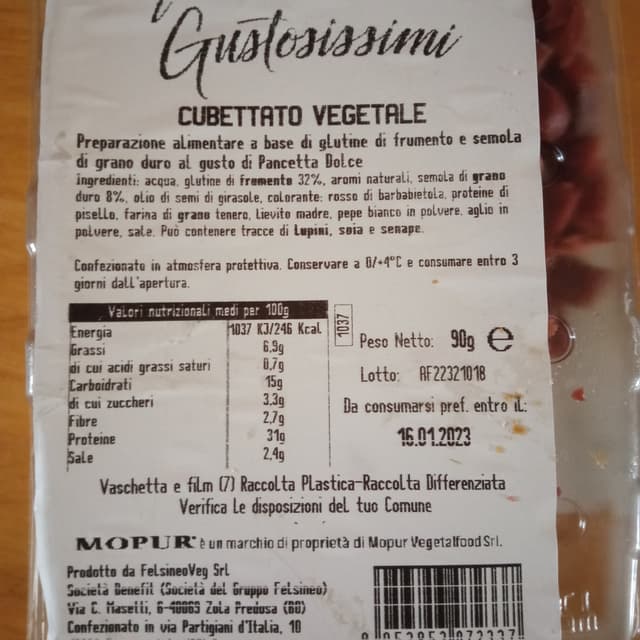 Gustosissimi
CUBETTATO VEGETALE
Preparazione alimentare a base di glutine di frumento e semola
di grano duro al gusto di Pancetta Dolce
Ingredienti: acqua, glutine di frumento 32%, aromi naturali, semola di grano
duro 8%, olio di semi di girasole, colorante: rosso di barbabietola, proteine di
pisello, farina di grano tenero, lievito madre, pepe bianco in polvere, aglio in
polvere, sale. Può contenere tracce di Lupini, soia e senape.
Confezionato in atmosfera protettiva. Conservare a 0/+4°C e consumare entro 3
giorni dall'apertura.
Valori nutrizionali medi per 100g
Energia 1037 KJ/246 Kcal
Grassi 6,9g
di cui acidi grassi saturi 0,7g
Carboidrati 15g
di cui zuccheri 3,3g
Fibre 2,7g
Proteine 31g
Sale 2,4g
1037
Peso Netto: 90g e
Lotto: AF22321018
Da consumarsi pref. entro il:
16.01.2023
Vaschetta e film (7) Raccolta Plastica-Raccolta Differenziata
Verifica le disposizioni del tuo Comune
MOPUR® è un marchio di proprietà di Mopur Vegetalfood Srl.
Prodotto da FelsineoVeg Srl
Società Benefit (Società del Gruppo Felsineo)
Via C. Masetti, 6-40069 Zola Predosa (BO)
Confezionato in via Partigiani d'Italia, 10